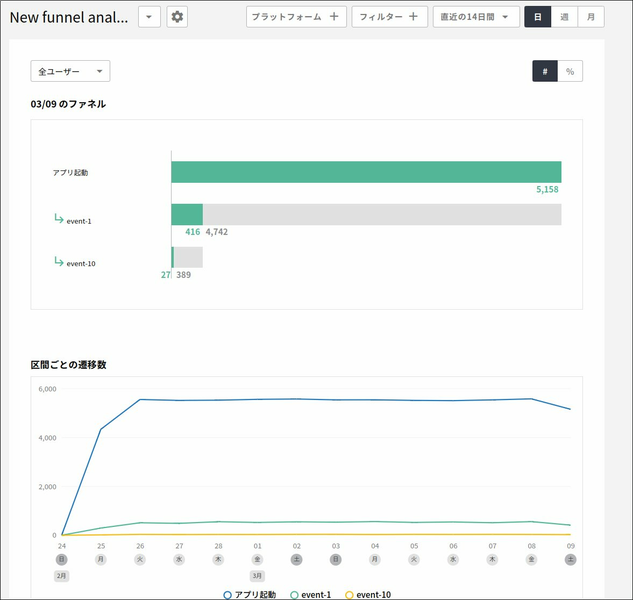 New funnel anal...
プラットフォーム
フィルター
直近の14日間
日 週 月
全ユーザー
# %
03/09 のファネル
アプリ起動
5,158
event-1
416 4,742
event-10
27 389
区間ごとの遷移数
6,000
4,000
2,000
0
24 25 26 27 28 01 02 03 04 05 06 07 08 09
日 月 火 水 木 金 土 日 月 火 水 木 金 土
2月 3月
アプリ起動 event-1 event-10